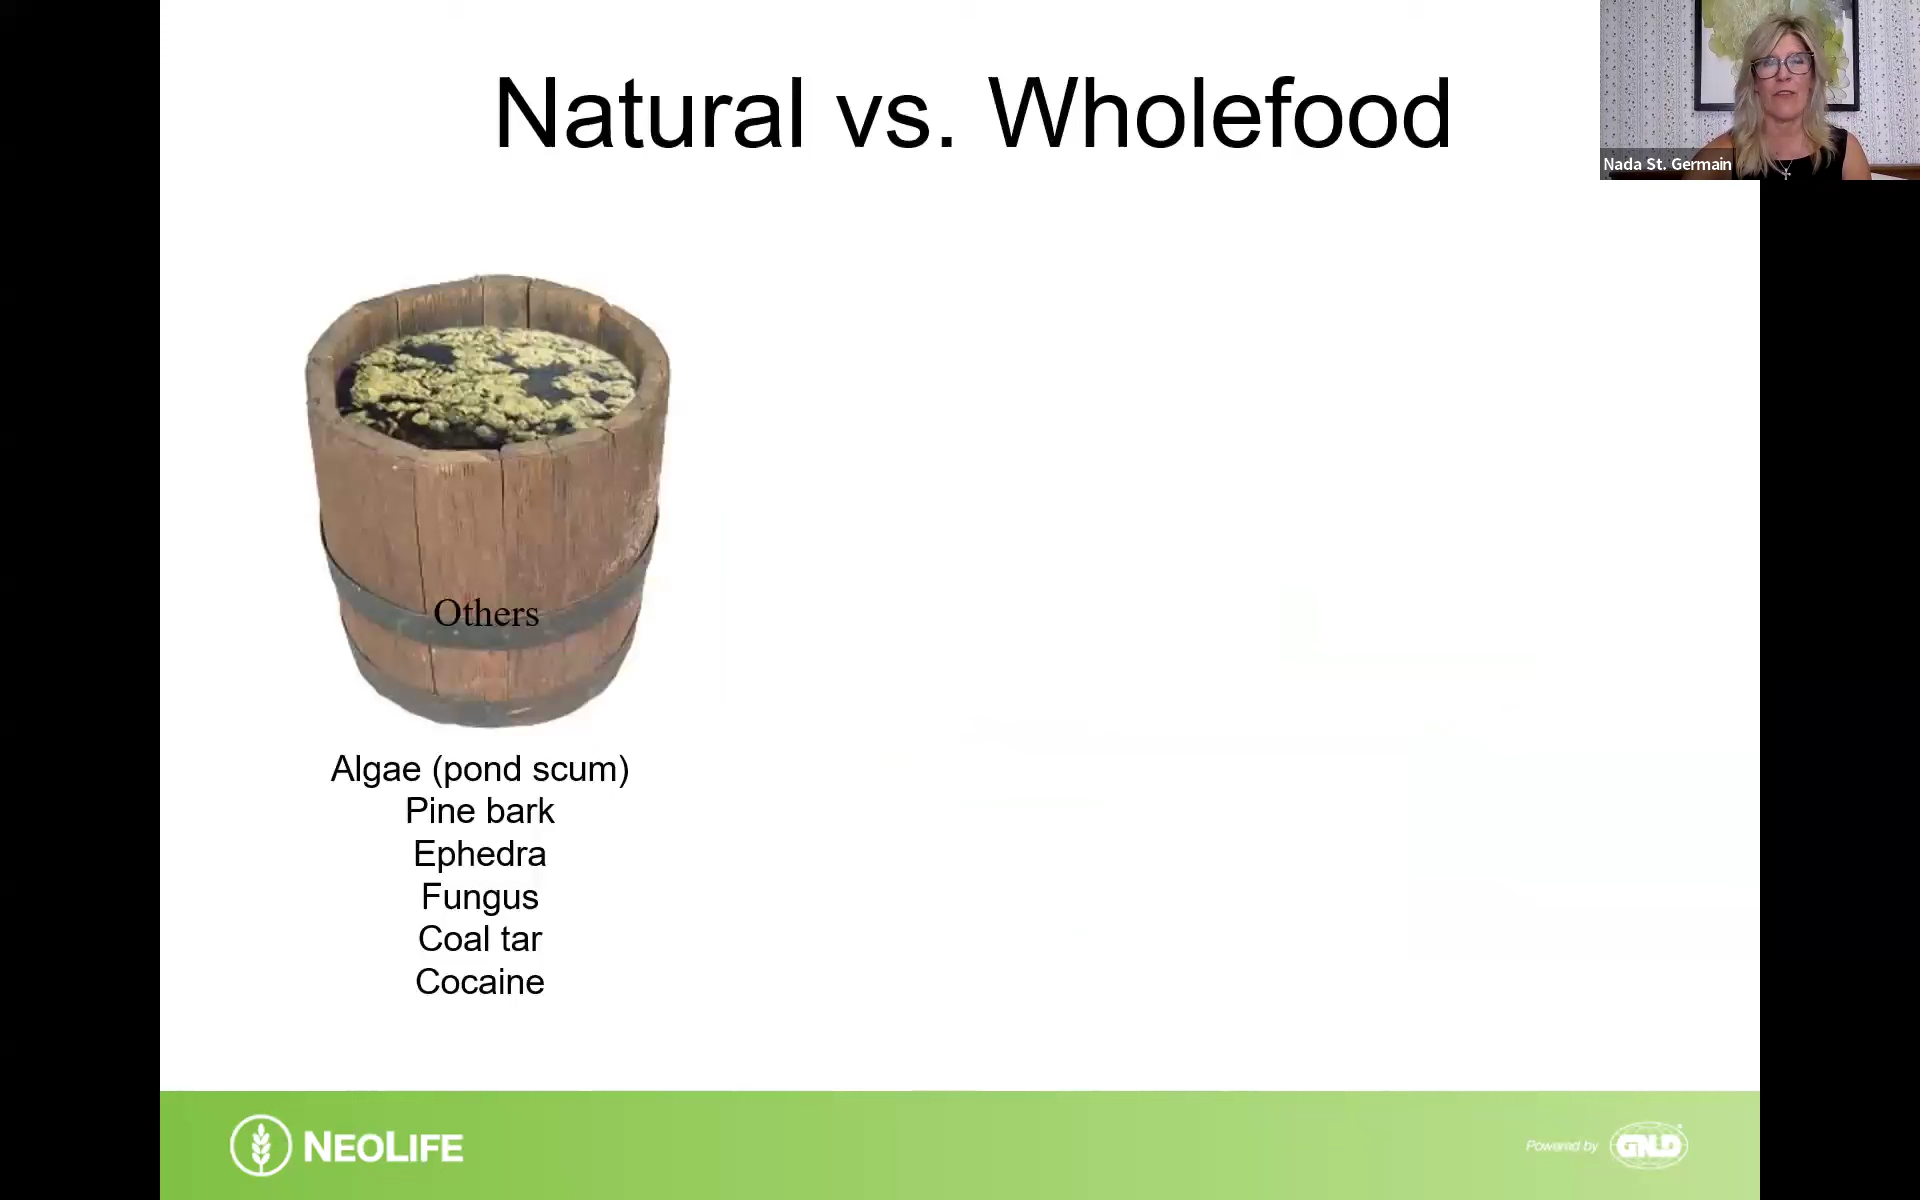 Natural vs. Wholefood
Nada St. Germain
Others
Algae (pond scum)
Pine bark
Ephedra
Fungus
Coal tar
Cocaine
NEOLIFE
Powered by GNLD